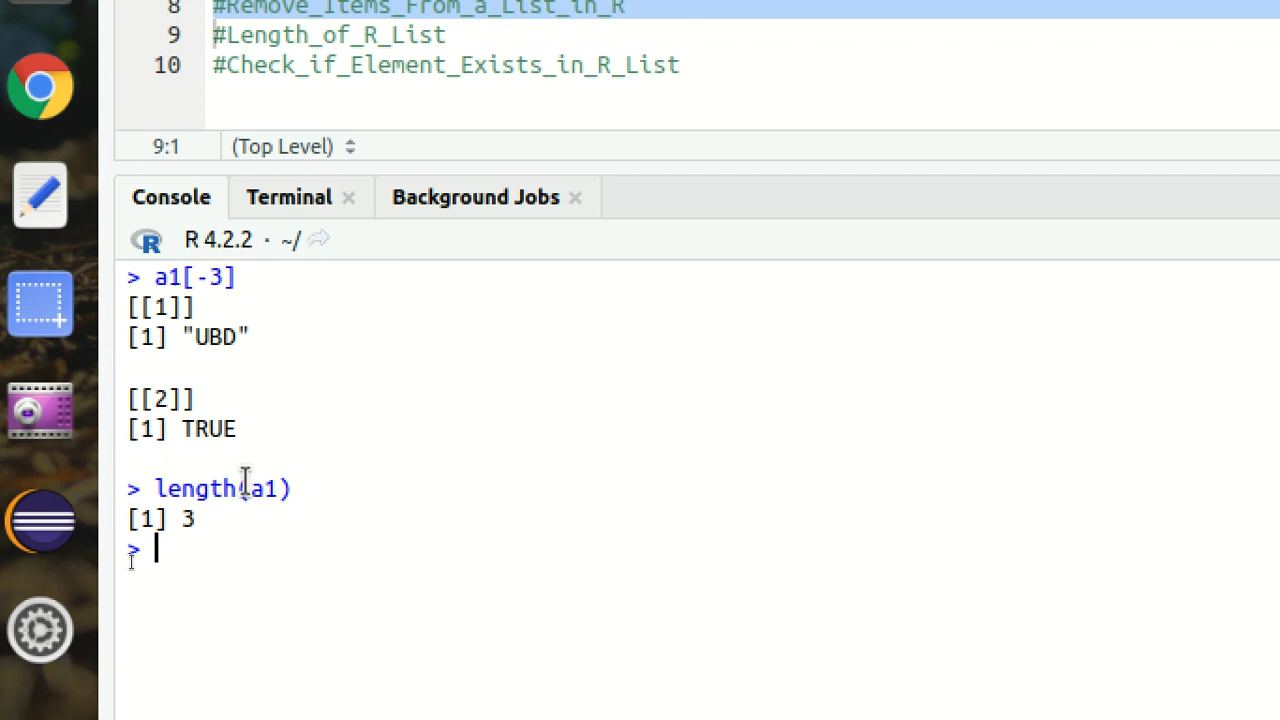 8 #Remove_Items_From_a_List_in_R
9 #Length_of_R_List
10 #Check_if_Element_Exists_in_R_List
9:1 (Top Level)
Console Terminal Background Jobs
R R 4.2.2 · ~/
> a1[-3]
[[1]]
[1] "UBD"
[[2]]
[1] TRUE
> length(a1)
[1] 3
>